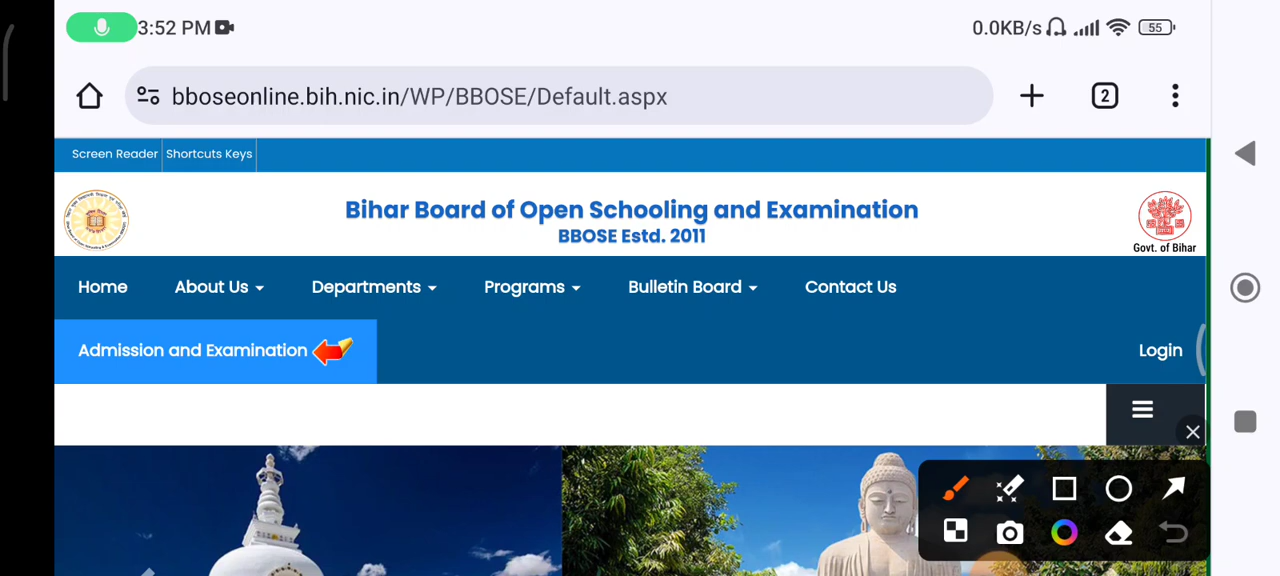 3:52 PM
0.0KB/s
55
bboseonline.bih.nic.in/WP/BBOSE/Default.aspx
2
Screen Reader
Shortcuts Keys
Bihar Board of Open Schooling and Examination
BBOSE Estd. 2011
Govt. of Bihar
Home
About Us
Departments
Programs
Bulletin Board
Contact Us
Admission and Examination
Login